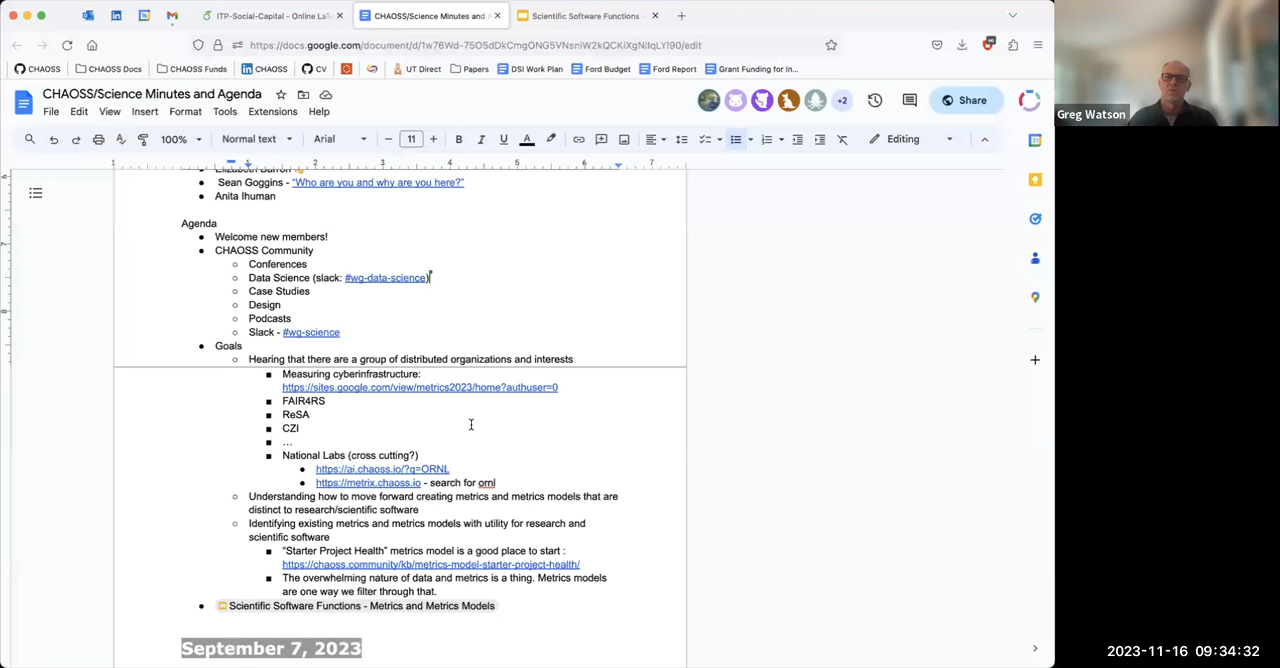 ITP-Social-Capital - Online LaTe
CHAOSS/Science Minutes and A
Scientific Software Functions -
https://docs.google.com/document/d/1w76Wd-75O5dDkCmgONG5VNsniW2kQCKiXgNlIqLYl90/edit
CHAOSS
CHAOSS Docs
CHAOSS Funds
CHAOSS
CV
UT Direct
Papers
DSI Work Plan
Ford Budget
Ford Report
Grant Funding for In...
CHAOSS/Science Minutes and Agenda
File Edit View Insert Format Tools Extensions Help
+2
Share
100% Normal text Arial 11 Editing
1 1 2 3 4 5 6 7
Sean Goggins - “Who are you and why are you here?”
Anita Ihuman
Agenda
Welcome new members!
CHAOSS Community
Conferences
Data Science (slack: #wg-data-science)
Case Studies
Design
Podcasts
Slack - #wg-science
Goals
Hearing that there are a group of distributed organizations and interests
Measuring cyberinfrastructure:
https://sites.google.com/view/metrics2023/home?authuser=0
FAIR4RS
ReSA
CZI
...
National Labs (cross cutting?)
https://ai.chaoss.io/?q=ORNL
https://metrix.chaoss.io - search for ornl
Understanding how to move forward creating metrics and metrics models that are
distinct to research/scientific software
Identifying existing metrics and metrics models with utility for research and
scientific software
“Starter Project Health” metrics model is a good place to start :
https://chaoss.community/kb/metrics-model-starter-project-health/
The overwhelming nature of data and metrics is a thing. Metrics models
are one way we filter through that.
Scientific Software Functions - Metrics and Metrics Models
September 7, 2023
Greg Watson
2023-11-16 09:34:32